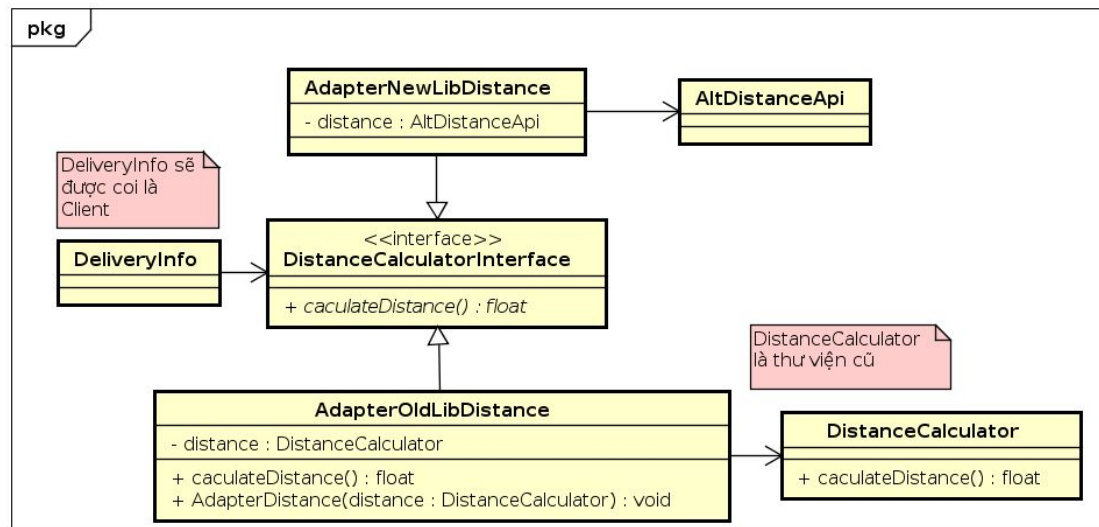 pkg
AdapterNewLibDistance
- distance : AltDistanceApi
AltDistanceApi
DeliveryInfo sẽ
được coi là
Client
DeliveryInfo
<<interface>>
DistanceCalculatorInterface
+ caculateDistance() : float
DistanceCalculator
là thư viện cũ
AdapterOldLibDistance
- distance : DistanceCalculator
+ caculateDistance() : float
+ AdapterDistance(distance : DistanceCalculator) : void
DistanceCalculator
+ caculateDistance() : float